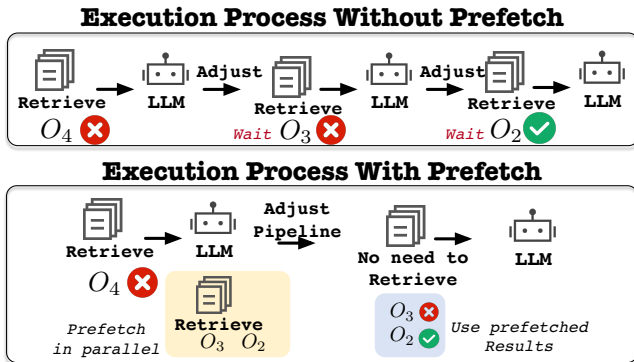 Execution Process Without Prefetch
Adjust Adjust
Retrieve LLM Retrieve LLM Retrieve LLM
O₄ Wait O₃ Wait O₂
Execution Process With Prefetch
Adjust
Pipeline
Retrieve LLM No need to LLM
Retrieve
O₄
Retrieve
O₃ O₂
Prefetch
in parallel
O₃
O₂
Use prefetched
Results